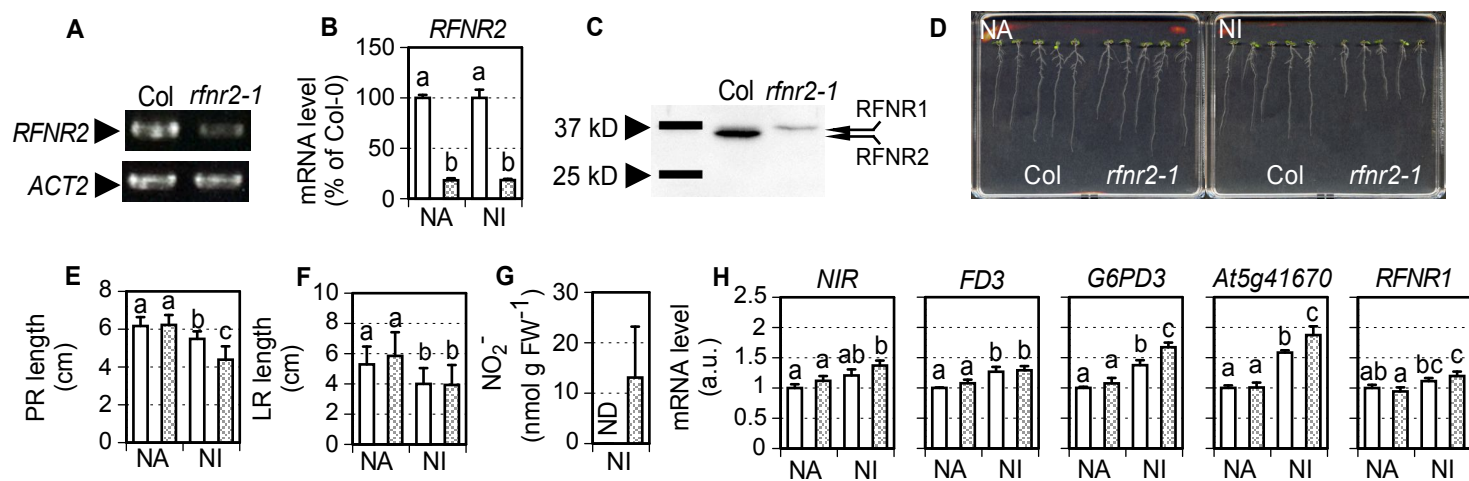 A
Col rfnr2-1
RFNR2
ACT2
B
RFNR2
mRNA level
(% of Col-0)
150
100
50
0
a
b
a
b
NA NI
C
Col rfnr2-1
37 kD
25 kD
RFNR1
RFNR2
D
NA
Col rfnr2-1
NI
Col rfnr2-1
E
PR length
(cm)
8
6
4
2
0
a a b c
NA NI
F
LR length
(cm)
10
8
6
4
2
0
a a b b
NA NI
G
NO₂⁻
(nmol g FW⁻¹)
30
20
10
0
ND
NI
H
mRNA level
(a.u.)
2.5
2
1.5
1
0.5
0
NIR
a a ab b
NA NI
FD3
a a b b
NA NI
G6PD3
a a b c
NA NI
At5g41670
a a b c
NA NI
RFNR1
ab a bc c
NA NI